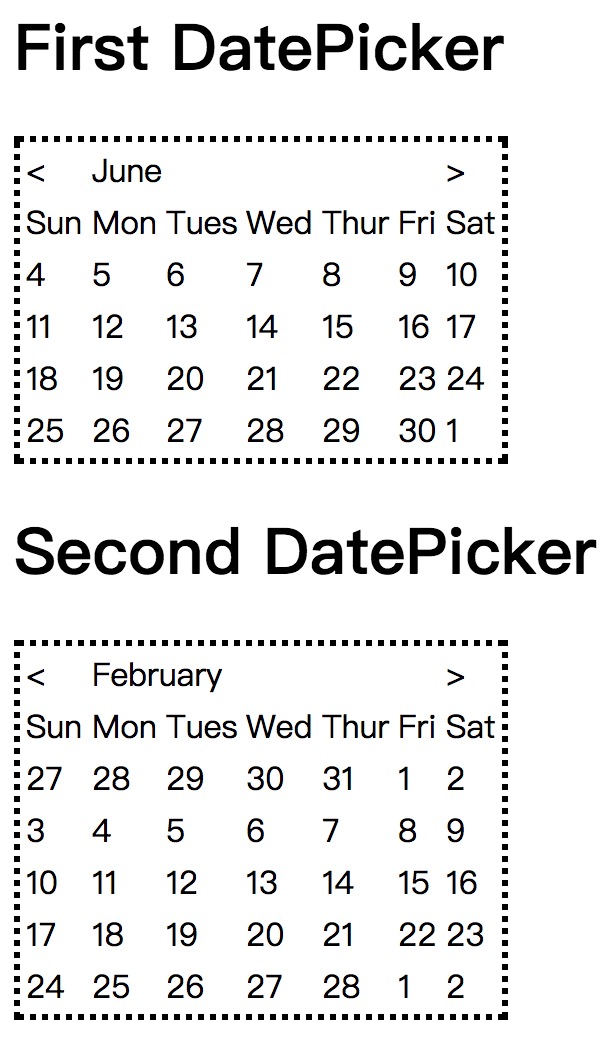 First DatePicker
< June >
Sun Mon Tues Wed Thur Fri Sat
4 5 6 7 8 9 10
11 12 13 14 15 16 17
18 19 20 21 22 23 24
25 26 27 28 29 30 1
Second DatePicker
< February >
Sun Mon Tues Wed Thur Fri Sat
27 28 29 30 31 1 2
3 4 5 6 7 8 9
10 11 12 13 14 15 16
17 18 19 20 21 22 23
24 25 26 27 28 1 2